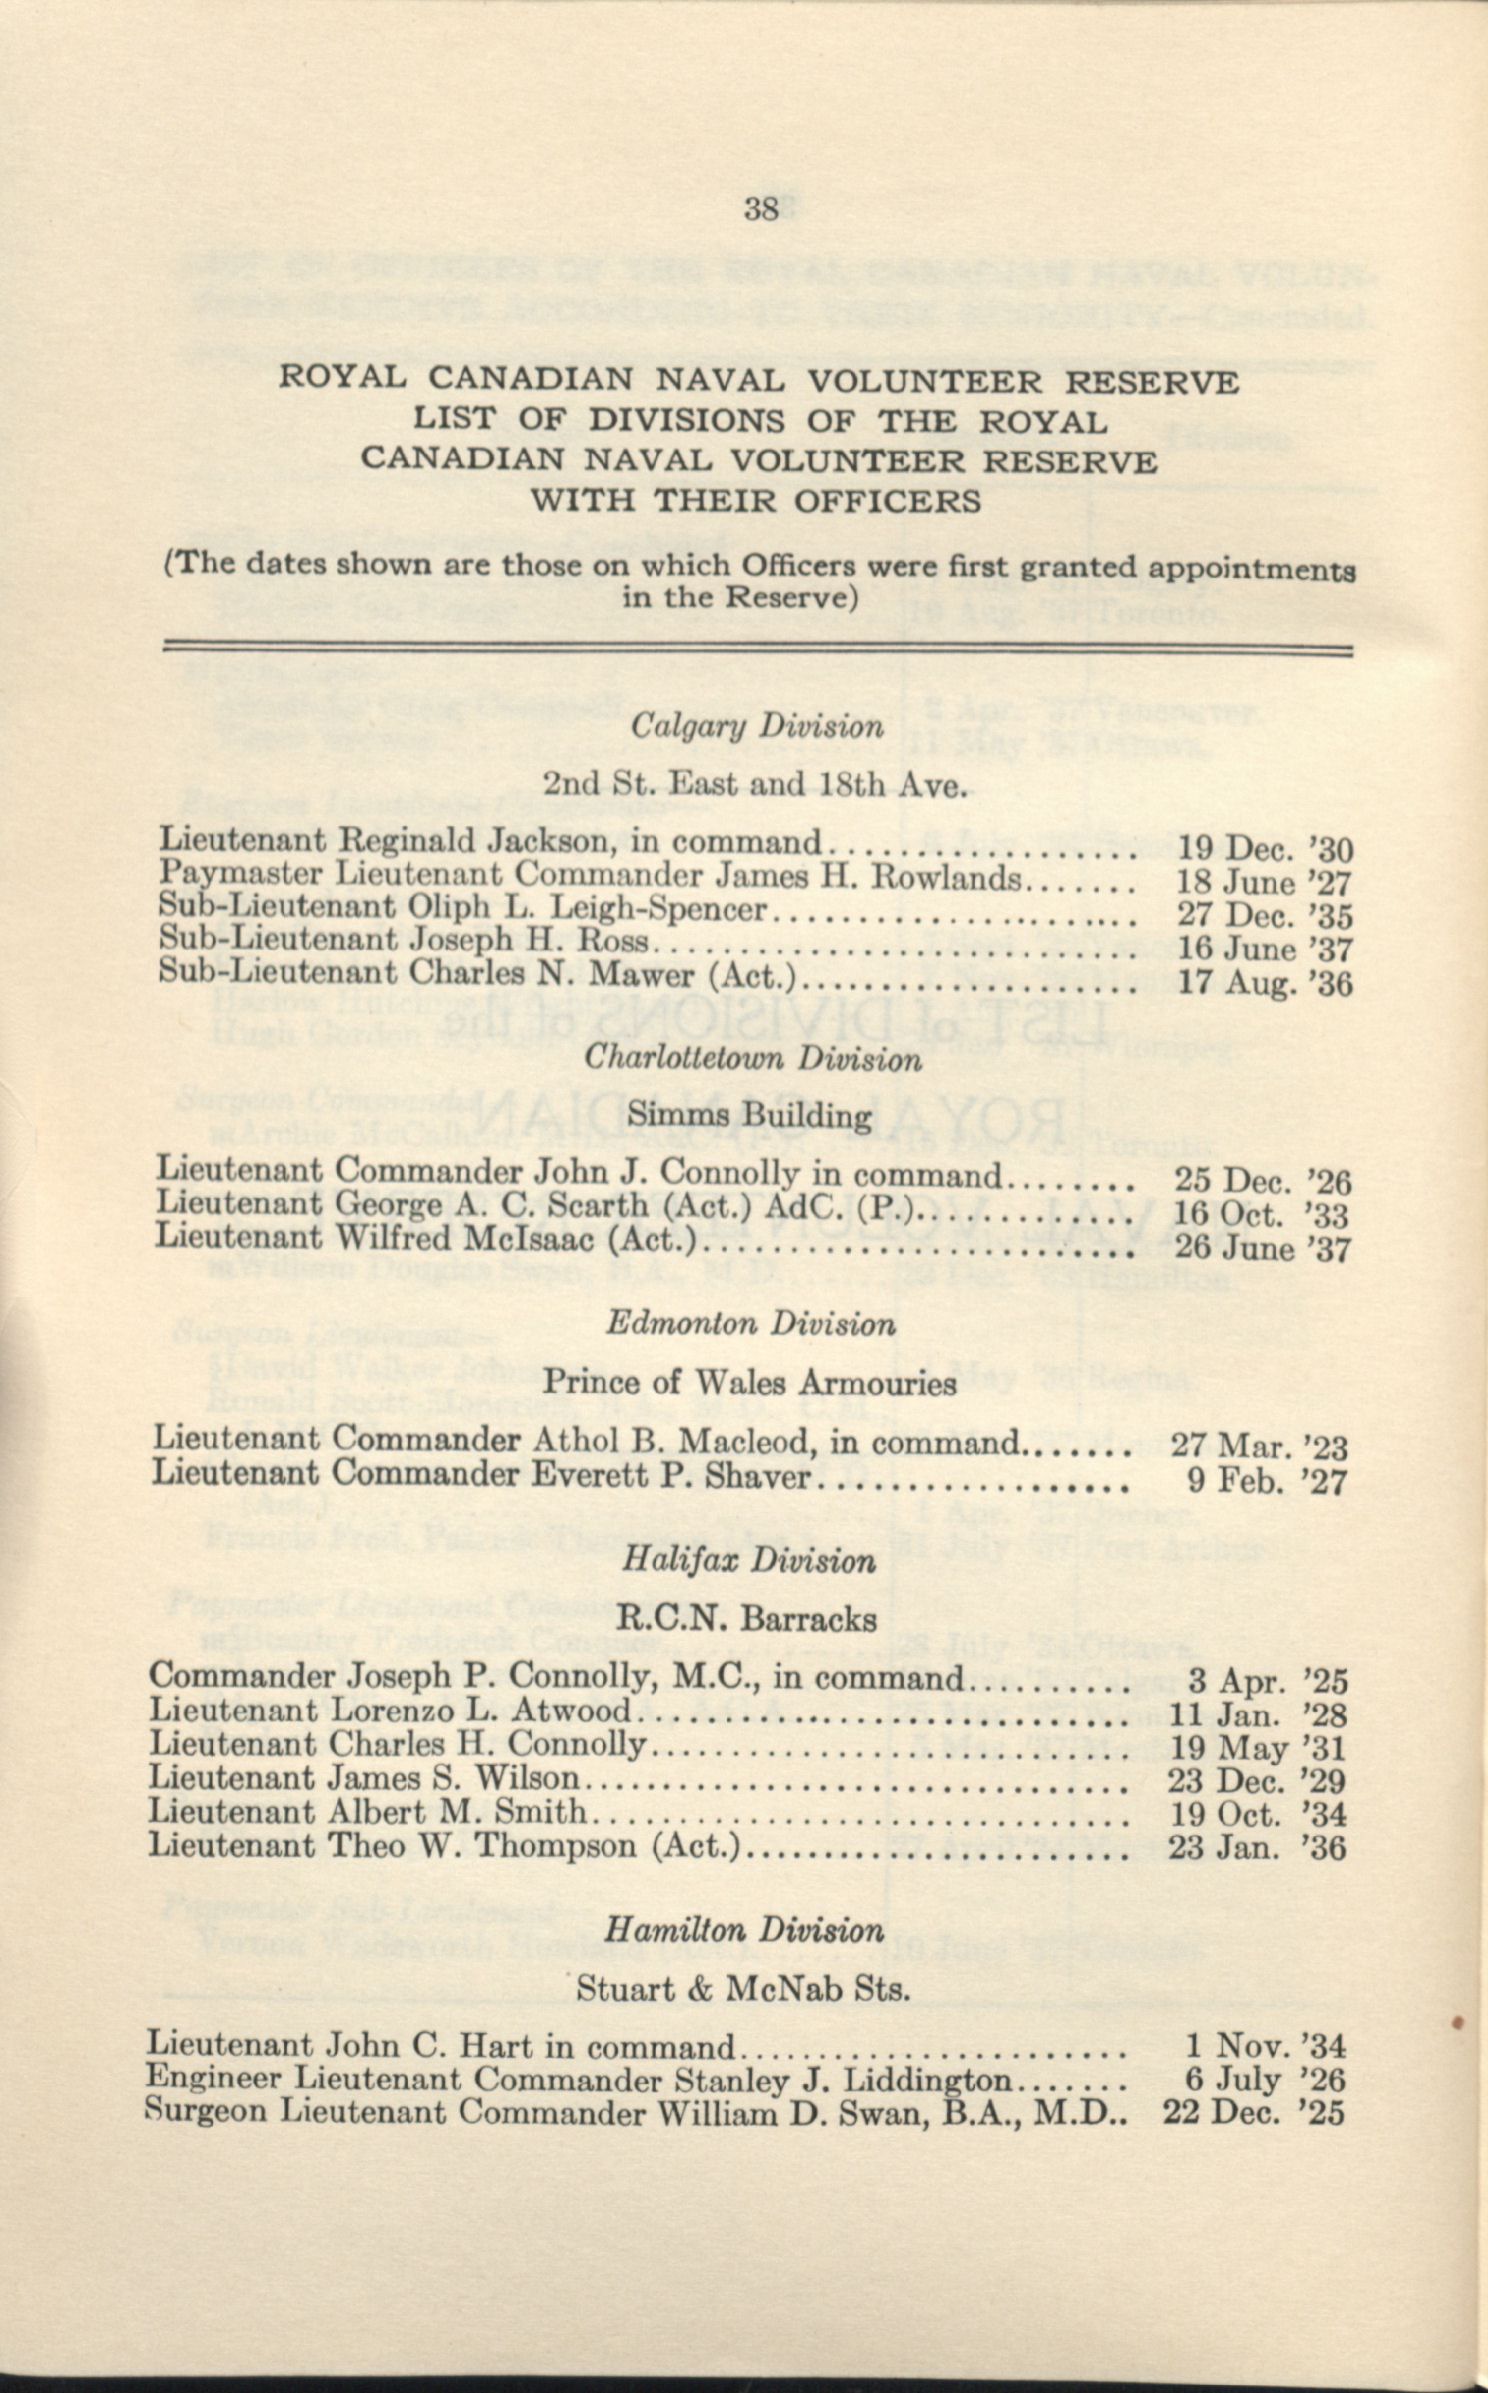 38
ROYAL CANADIAN NAVAL VOLUNTEER RESERVE
LIST OF DIVISIONS OF THE ROYAL
CANADIAN NAVAL VOLUNTEER RESERVE
WITH THEIR OFFICERS
(The dates shown are those on which Officers were first granted appointments
in the Reserve)
Calgary Division
2nd St. East and 18th Ave.
Lieutenant Reginald Jackson, in command.................. 19 Dec. '30
Paymaster Lieutenant Commander James H. Rowlands....... 18 June '27
Sub-Lieutenant Oliph L. Leigh-Spencer...................... 27 Dec. '35
Sub-Lieutenant Joseph H. Ross.............................. 16 June '37
Sub-Lieutenant Charles N. Mawer (Act.)..................... 17 Aug. '36
Charlottetown Division
Simms Building
Lieutenant Commander John J. Connolly in command........ 25 Dec. '26
Lieutenant George A. C. Scarth (Act.) AdC. (P.).............. 16 Oct. '33
Lieutenant Wilfred McIsaac (Act.).......................... 26 June '37
Edmonton Division
Prince of Wales Armouries
Lieutenant Commander Athol B. Macleod, in command....... 27 Mar. '23
Lieutenant Commander Everett P. Shaver................... 9 Feb. '27
Halifax Division
R.C.N. Barracks
Commander Joseph P. Connolly, M.C., in command.......... 3 Apr. '25
Lieutenant Lorenzo L. Atwood.............................. 11 Jan. '28
Lieutenant Charles H. Connolly............................. 19 May '31
Lieutenant James S. Wilson................................. 23 Dec. '29
Lieutenant Albert M. Smith................................. 19 Oct. '34
Lieutenant Theo W. Thompson (Act.)........................ 23 Jan. '36
Hamilton Division
Stuart & McNab Sts.
Lieutenant John C. Hart in command........................ 1 Nov. '34
Engineer Lieutenant Commander Stanley J. Liddington....... 6 July '26
Surgeon Lieutenant Commander William D. Swan, B.A., M.D.. 22 Dec. '25